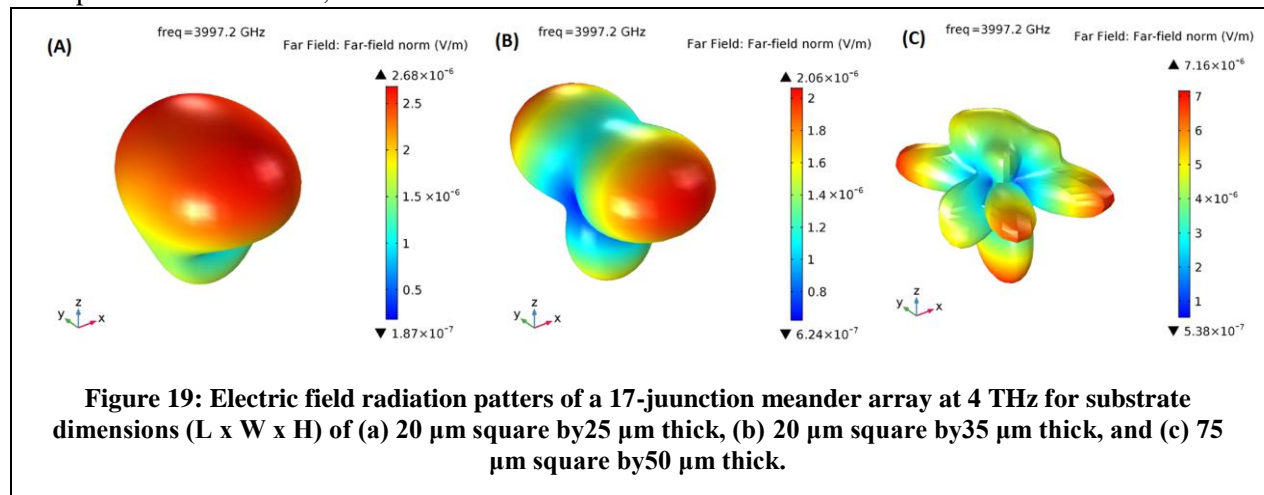 (A)
freq=3997.2 GHz
Far Field: Far-field norm (V/m)
▲ 2.68×10⁻⁶
2.5
2
1.5 ×10⁻⁶
1
0.5
▼ 1.87×10⁻⁷
z
y
x
(B)
freq=3997.2 GHz
Far Field: Far-field norm (V/m)
▲ 2.06×10⁻⁶
2
1.8
1.6
1.4 ×10⁻⁶
1.2
1
0.8
▼ 6.24×10⁻⁷
z
y
x
(C)
freq=3997.2 GHz
Far Field: Far-field norm (V/m)
▲ 7.16×10⁻⁶
7
6
5
4×10⁻⁶
3
2
1
▼ 5.38×10⁻⁷
z
y
x
Figure 19: Electric field radiation patters of a 17-juunction meander array at 4 THz for substrate
dimensions (L x W x H) of (a) 20 µm square by25 µm thick, (b) 20 µm square by35 µm thick, and (c) 75
µm square by50 µm thick.